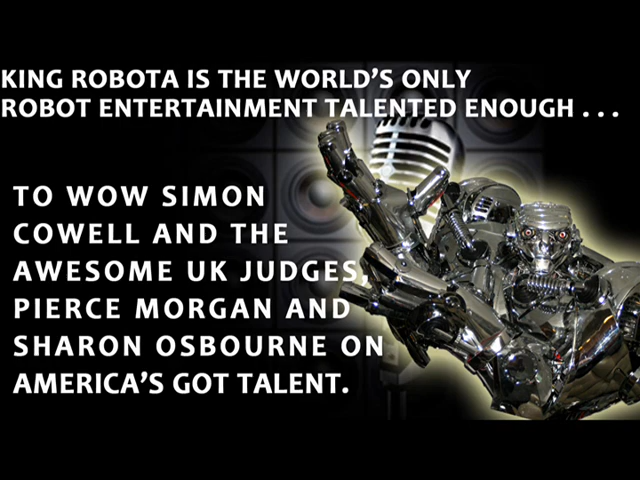 KING ROBOTA IS THE WORLD'S ONLY
ROBOT ENTERTAINMENT TALENTED ENOUGH . . .
TO WOW SIMON
COWELL AND THE
AWESOME UK JUDGES,
PIERCE MORGAN AND
SHARON OSBOURNE ON
AMERICA'S GOT TALENT.